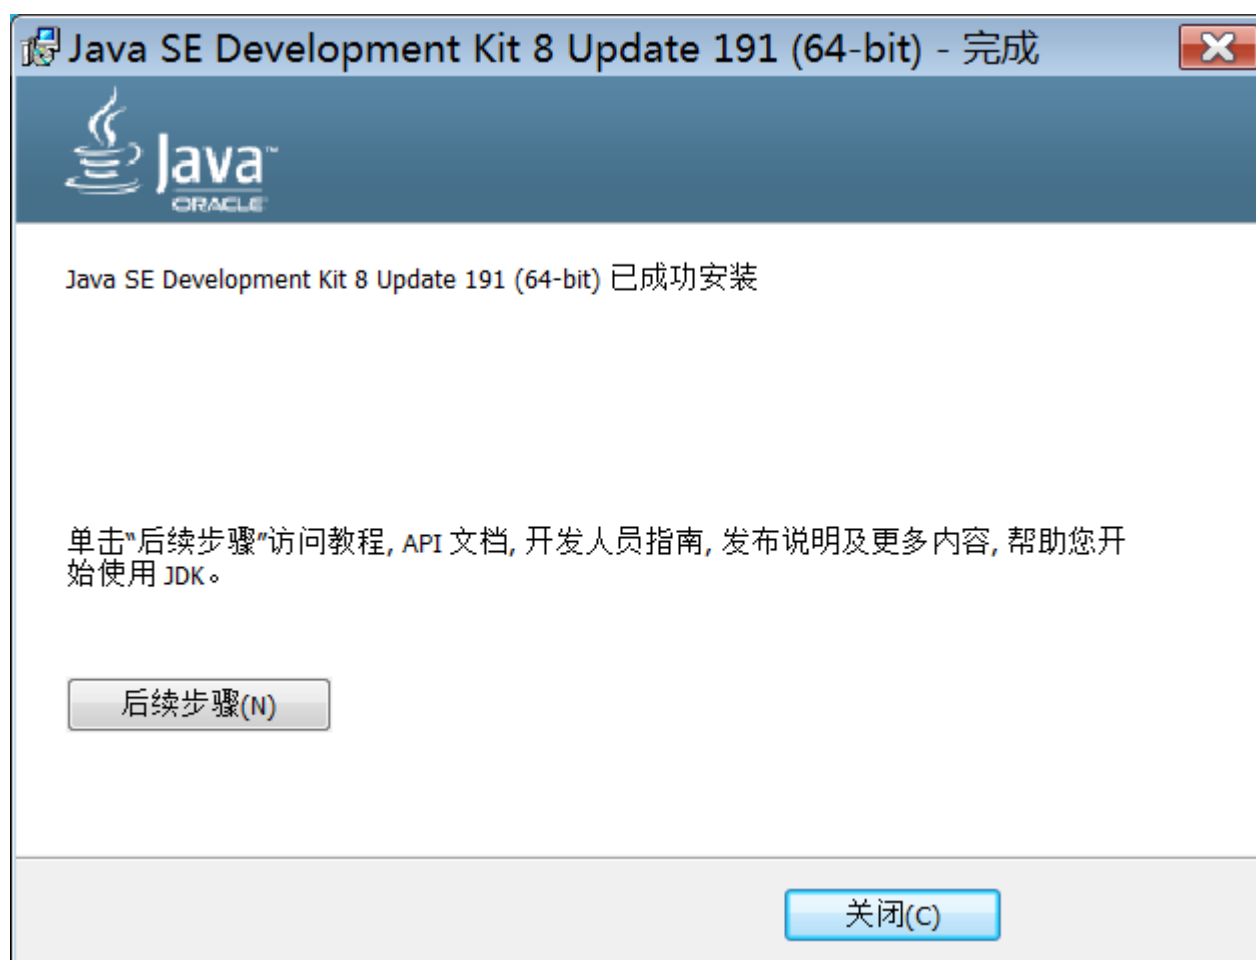 Java SE Development Kit 8 Update 191 (64-bit) - 完成
Java™
ORACLE
Java SE Development Kit 8 Update 191 (64-bit) 已成功安装
单击“后续步骤”访问教程, API 文档, 开发人员指南, 发布说明及更多内容, 帮助您开
始使用 JDK。
后续步骤(N)
关闭(C)